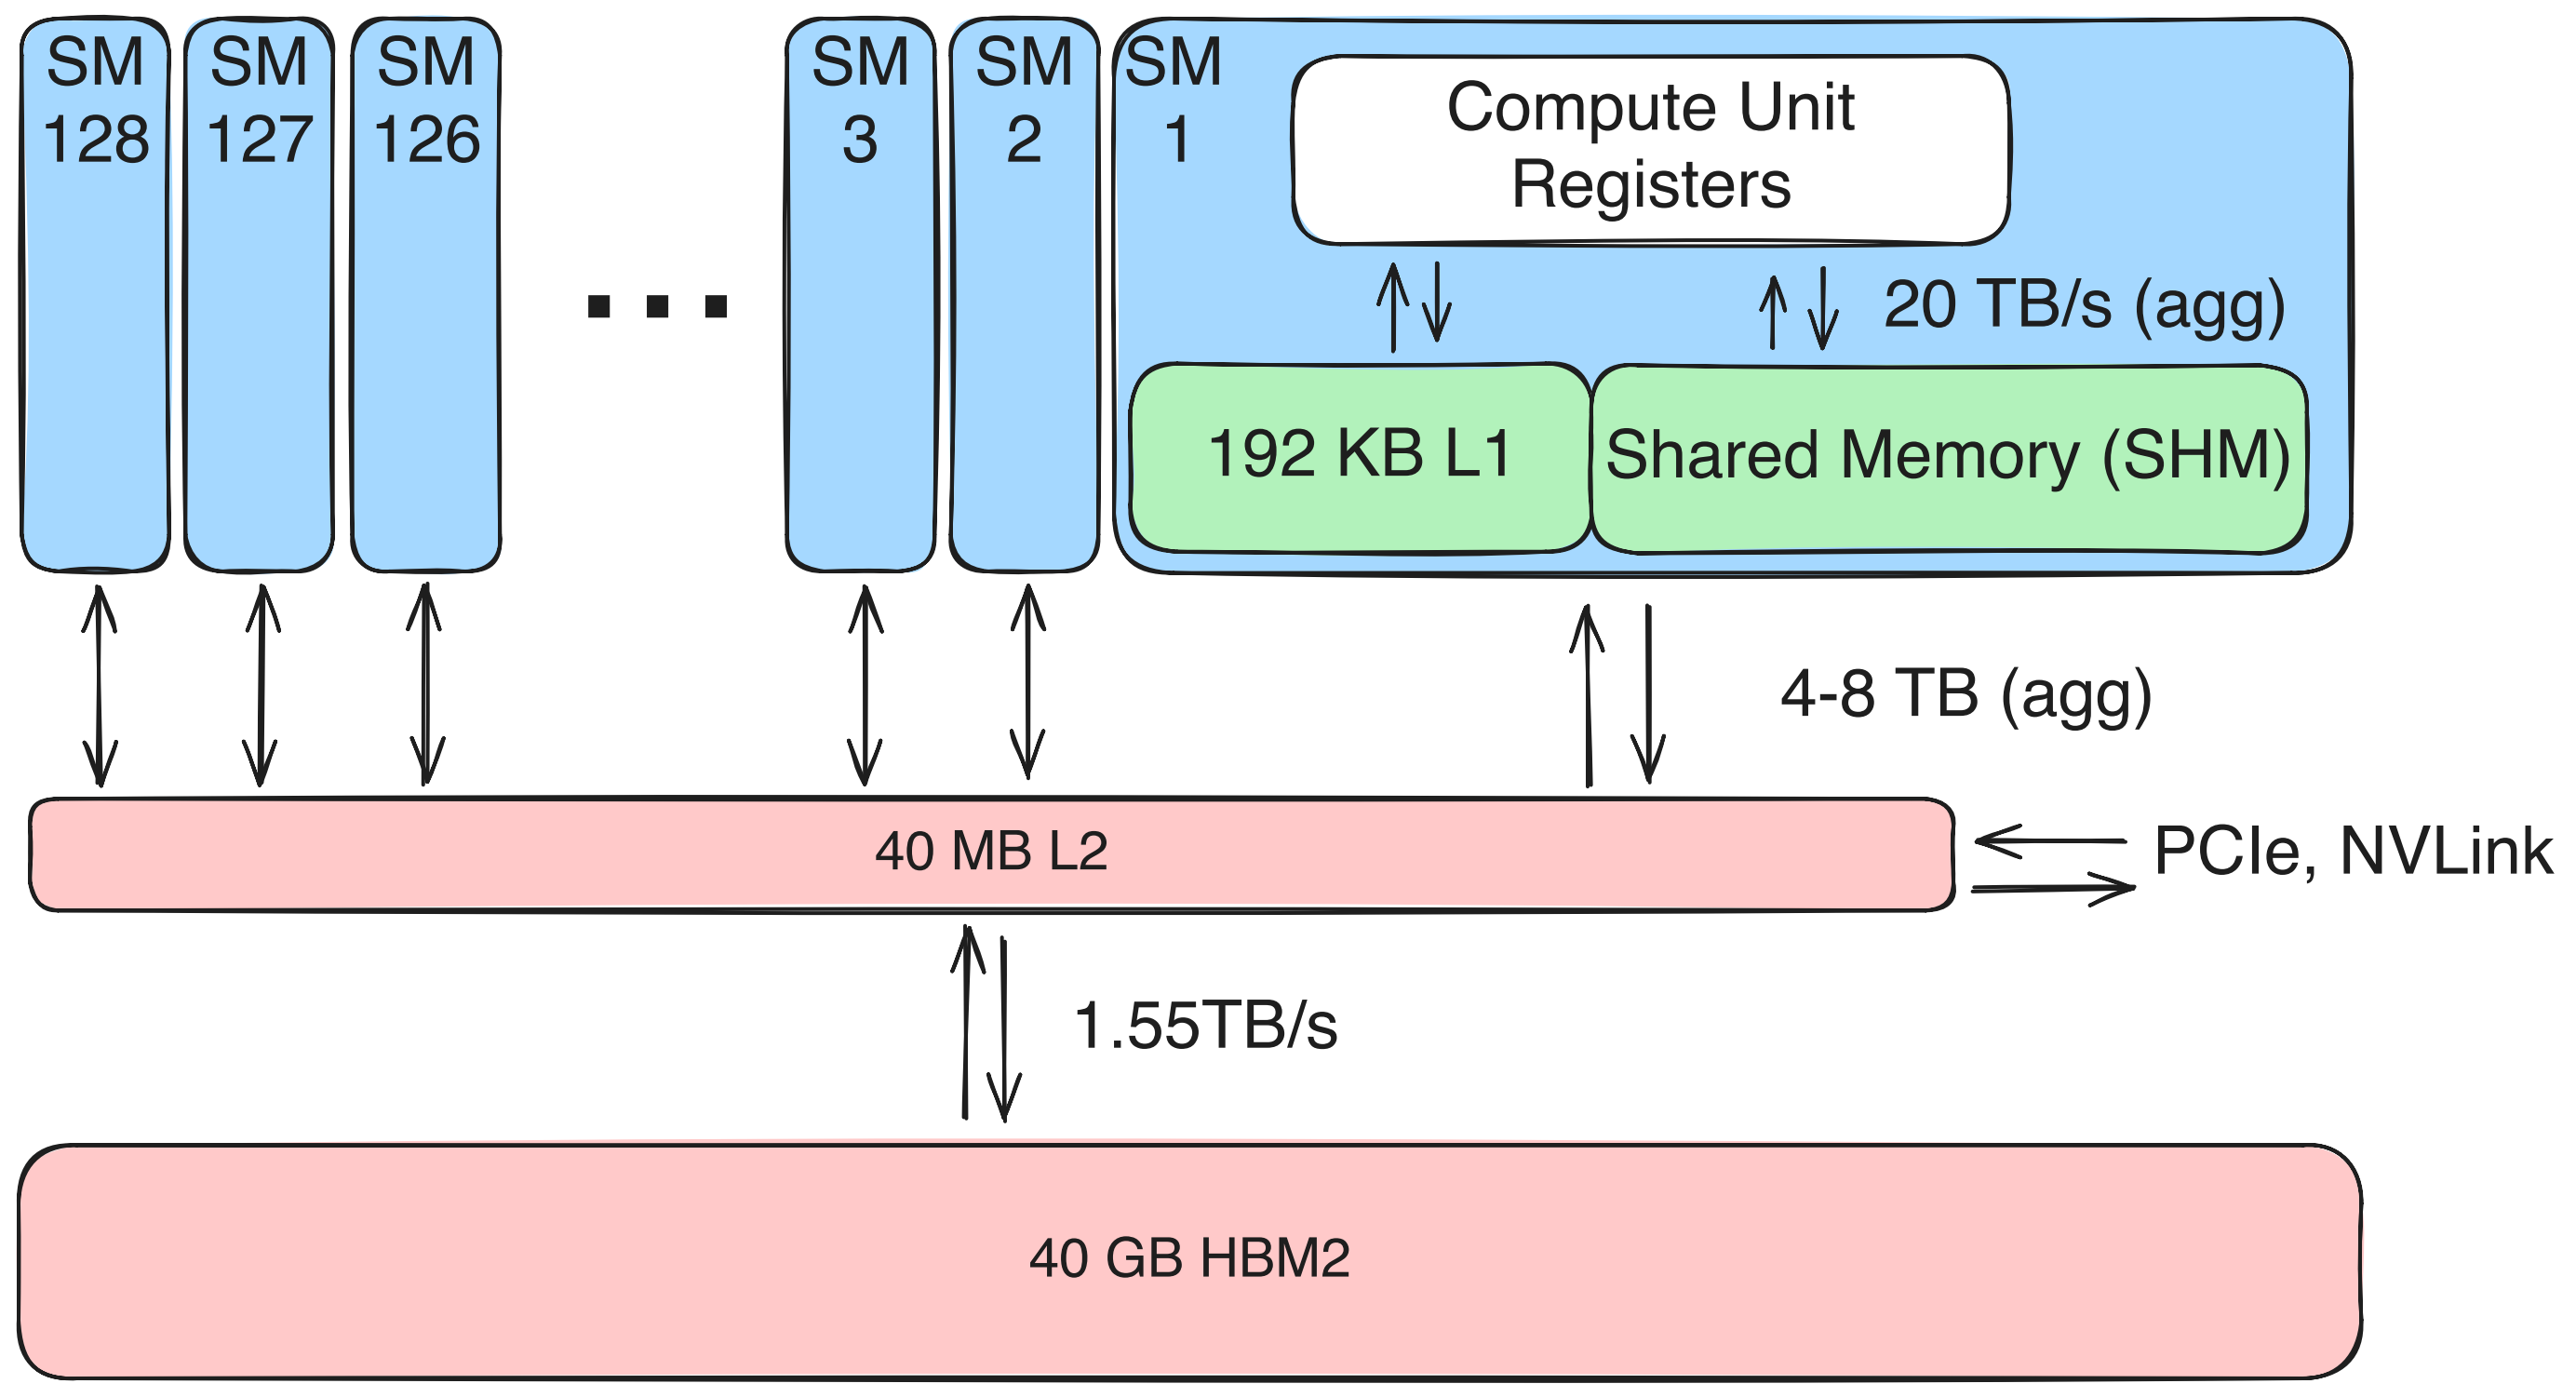 SM
128
SM
127
SM
126
SM
3
SM
2
SM
1
Compute Unit
Registers
20 TB/s (agg)
192 KB L1
Shared Memory (SHM)
4-8 TB (agg)
40 MB L2
PCIe, NVLink
1.55TB/s
40 GB HBM2